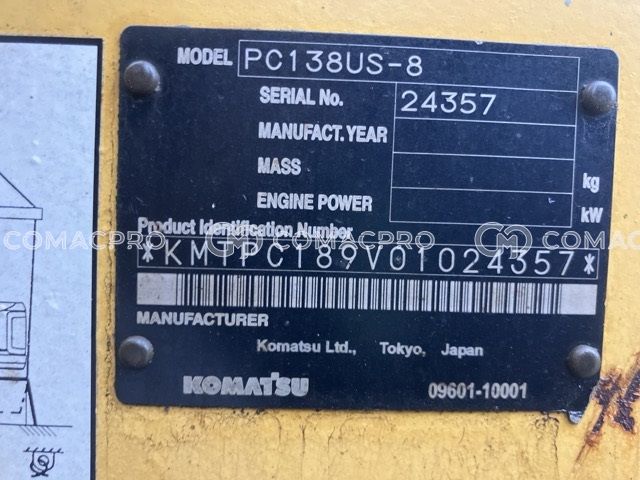 MODEL PC138US-8
SERIAL No. 24357
MANUFACT. YEAR
MASS kg
ENGINE POWER kW
Product Identification Number
COMACPRO COMACPRO COMACPRO
*KMTPC189V01024357*
MANUFACTURER
Komatsu Ltd., Tokyo, Japan
KOMATSU 09601-10001